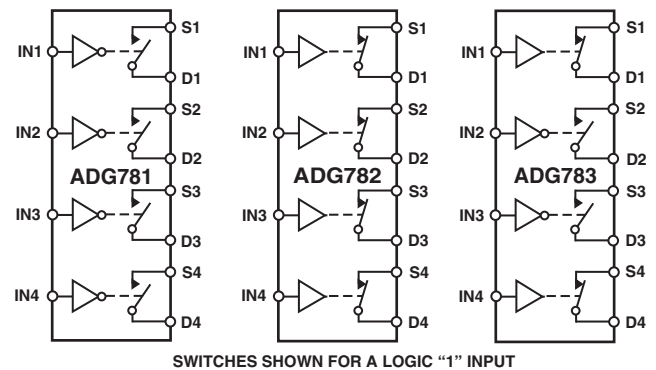 S1
IN1
D1
S2
IN2
D2
ADG781
S3
IN3
D3
S4
IN4
D4
S1
IN1
D1
S2
IN2
D2
ADG782
S3
IN3
D3
S4
IN4
D4
S1
IN1
D1
S2
IN2
D2
ADG783
S3
IN3
D3
S4
IN4
D4
SWITCHES SHOWN FOR A LOGIC “1” INPUT